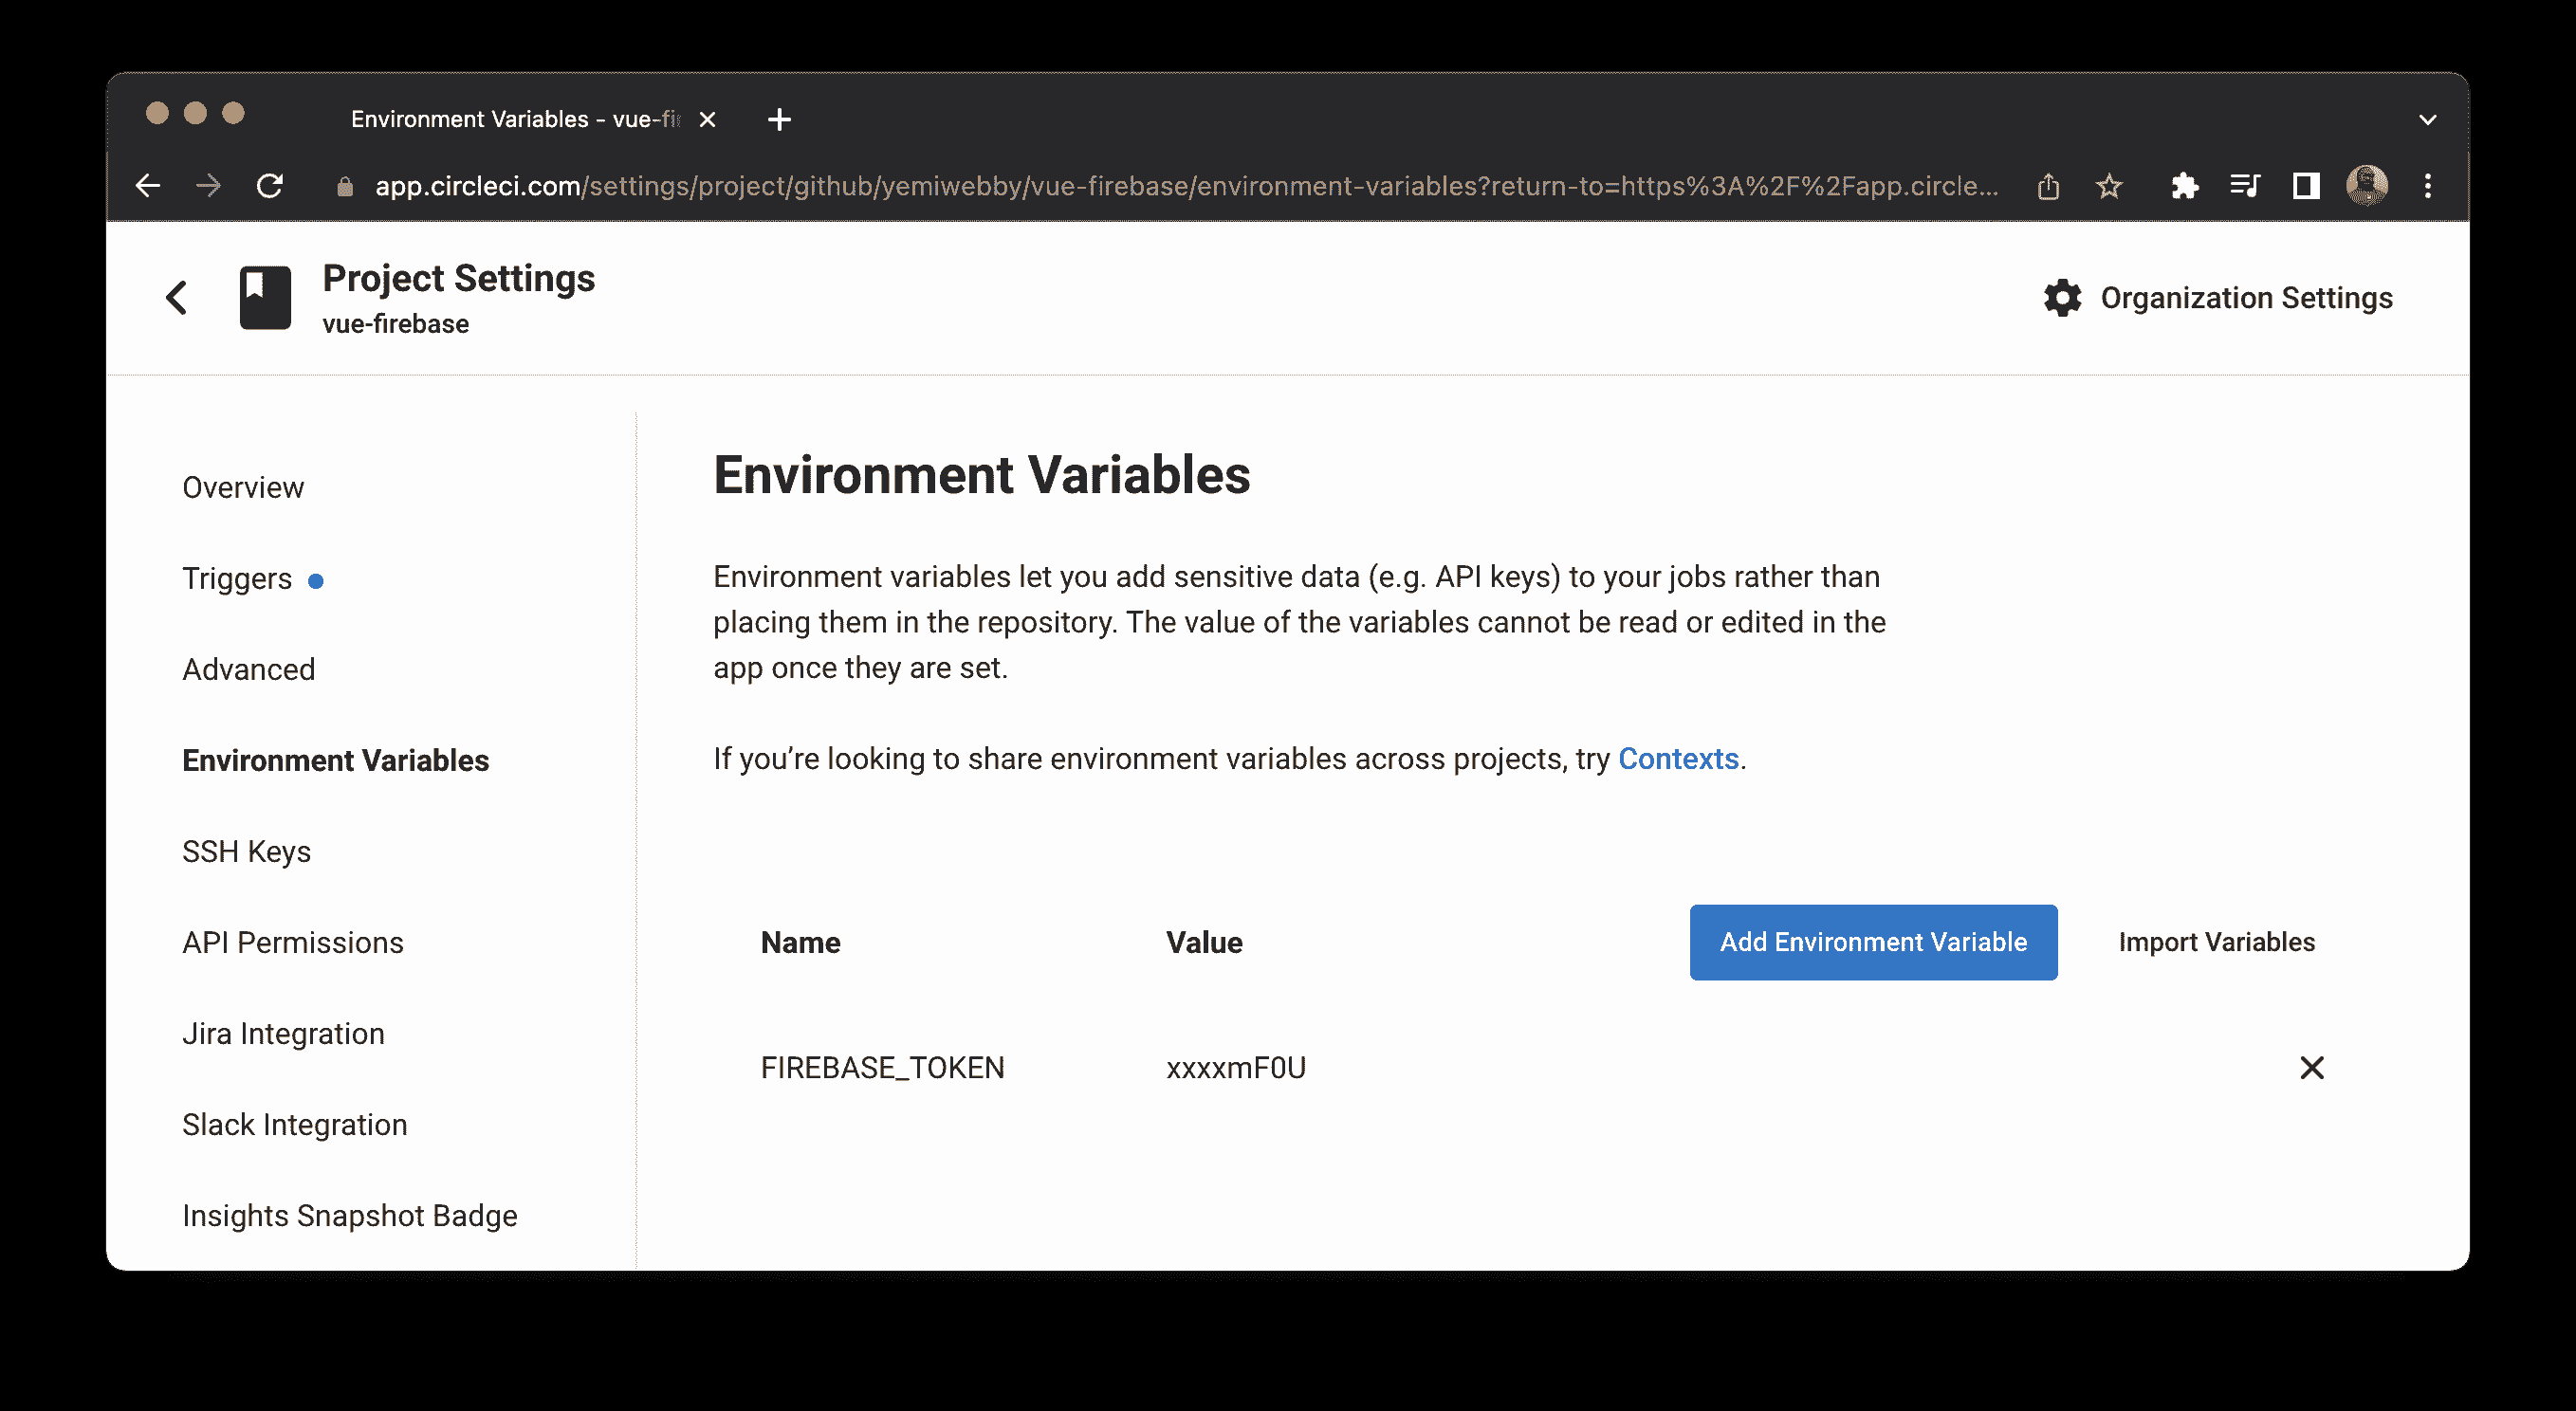 Environment Variables - vue-fi
app.circleci.com/settings/project/github/yemiwebby/vue-firebase/environment-variables?return-to=https%3A%2F%2Fapp.circle...
Project Settings
vue-firebase
Organization Settings
Overview
Triggers
Advanced
Environment Variables
SSH Keys
API Permissions
Jira Integration
Slack Integration
Insights Snapshot Badge
Environment Variables
Environment variables let you add sensitive data (e.g. API keys) to your jobs rather than
placing them in the repository. The value of the variables cannot be read or edited in the
app once they are set.
If you’re looking to share environment variables across projects, try Contexts.
Name Value Add Environment Variable Import Variables
FIREBASE_TOKEN xxxxmF0U